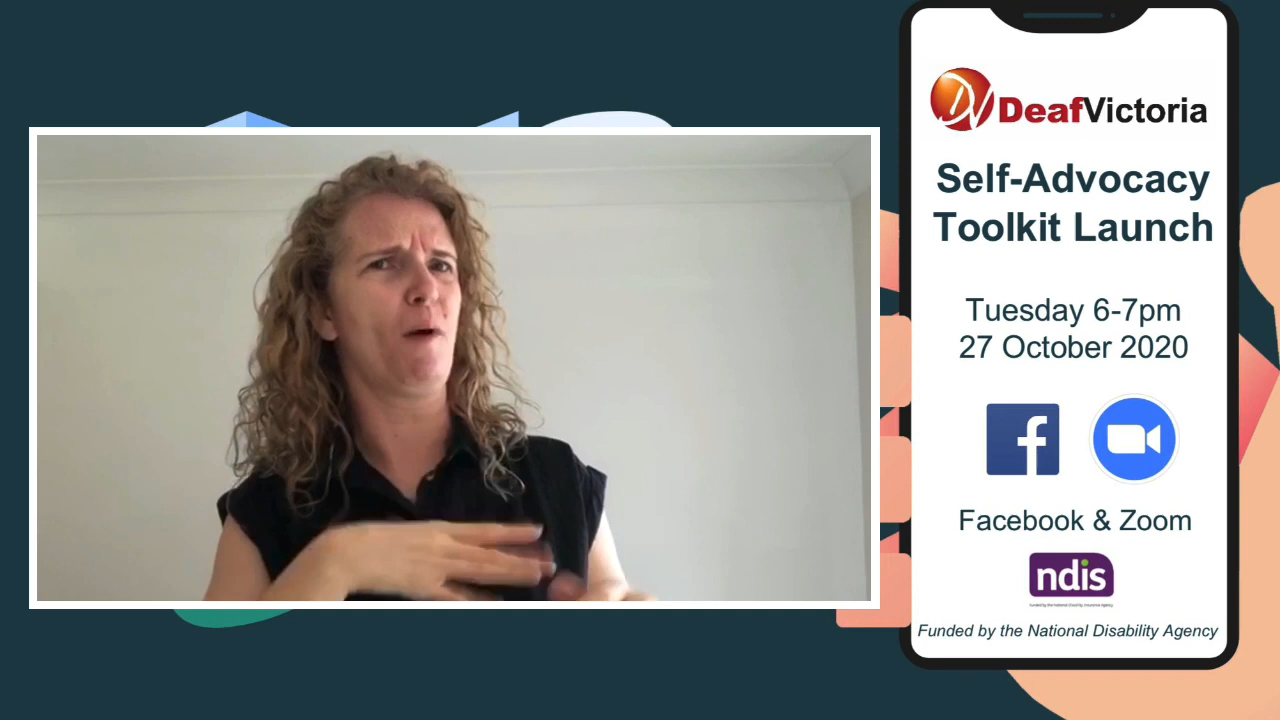 DeafVictoria
Self-Advocacy
Toolkit Launch
Tuesday 6-7pm
27 October 2020
Facebook & Zoom
ndis
Funded by the National Disability Agency